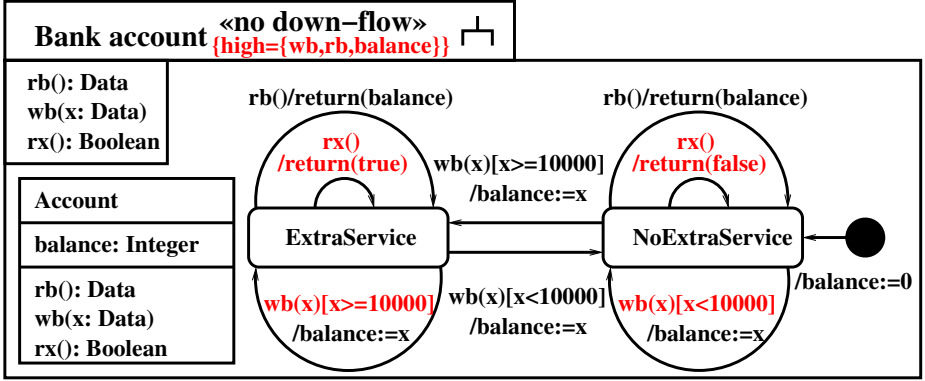 Bank account «no down-flow»
{high={wb,rb,balance}}
rb(): Data
wb(x: Data)
rx(): Boolean
Account
balance: Integer
rb(): Data
wb(x: Data)
rx(): Boolean
rb()/return(balance)
rx()
/return(true)
ExtraService
wb(x)[x>=10000]
/balance:=x
wb(x)[x>=10000]
/balance:=x
wb(x)[x<10000]
/balance:=x
rb()/return(balance)
rx()
/return(false)
NoExtraService
wb(x)[x<10000]
/balance:=x
/balance:=0